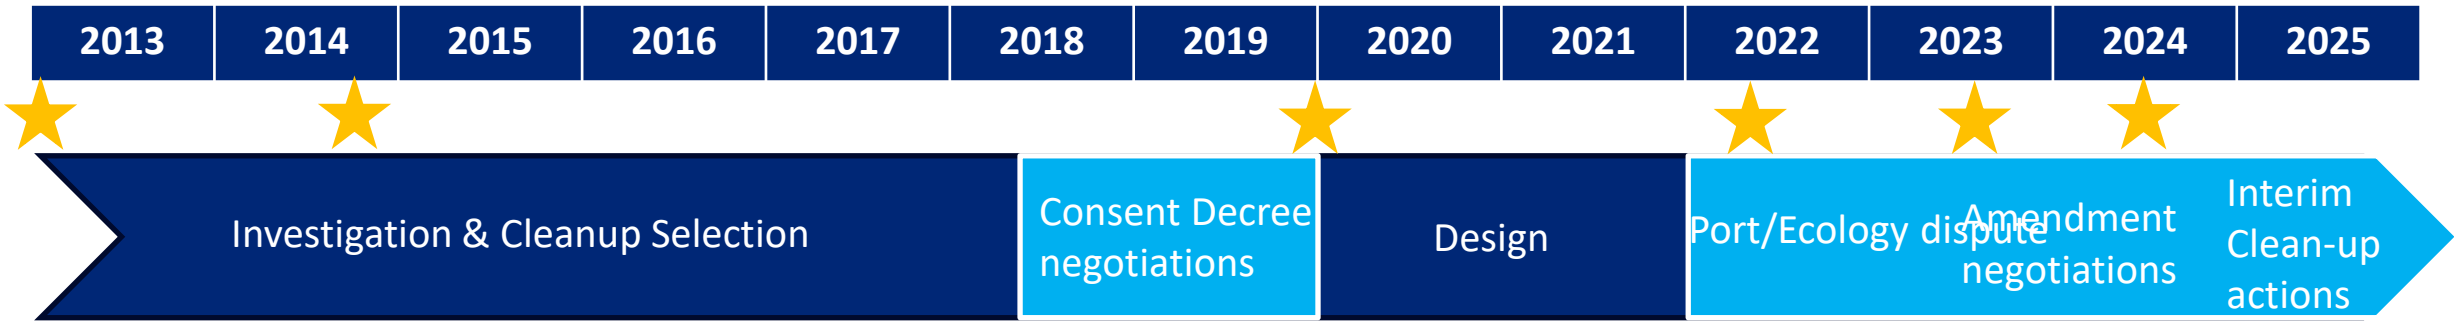 2013 2014 2015 2016 2017 2018 2019 2020 2021 2022 2023 2024 2025
Investigation & Cleanup Selection
Consent Decree
negotiations
Design
Port/Ecology dispute
Amendment
negotiations
Interim
Clean-up
actions